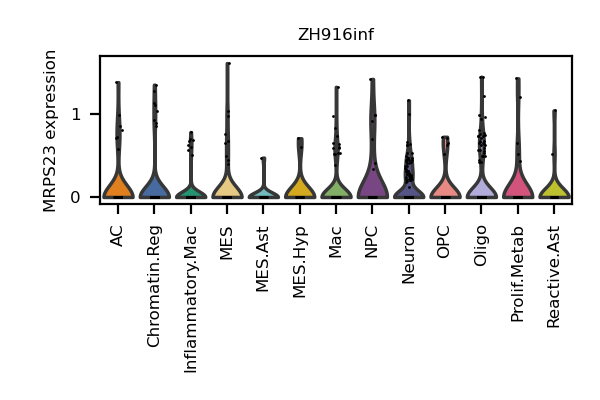 ZH916inf
MRPS23 expression
1
0
AC
Chromatin.Reg
Inflammatory.Mac
MES
MES.Ast
MES.Hyp
Mac
NPC
Neuron
OPC
Oligo
Prolif.Metab
Reactive.Ast